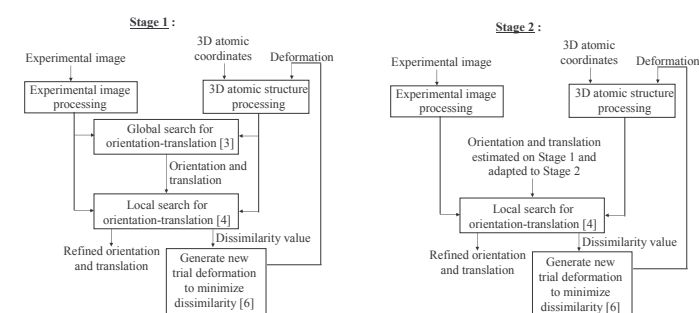 Stage 1 :
3D atomic
coordinates
Deformation
Experimental image
Experimental image
processing
3D atomic structure
processing
Global search for
orientation-translation [3]
Orientation and
translation
Local search for
orientation-translation [4]
Dissimilarity value
Refined orientation
and translation
Generate new
trial deformation
to minimize
dissimilarity [6]
Stage 2 :
3D atomic
coordinates
Deformation
Experimental image
Experimental image
processing
3D atomic structure
processing
Orientation and translation
estimated on Stage 1 and
adapted to Stage 2
Local search for
orientation-translation [4]
Dissimilarity value
Refined orientation
and translation
Generate new
trial deformation
to minimize
dissimilarity [6]